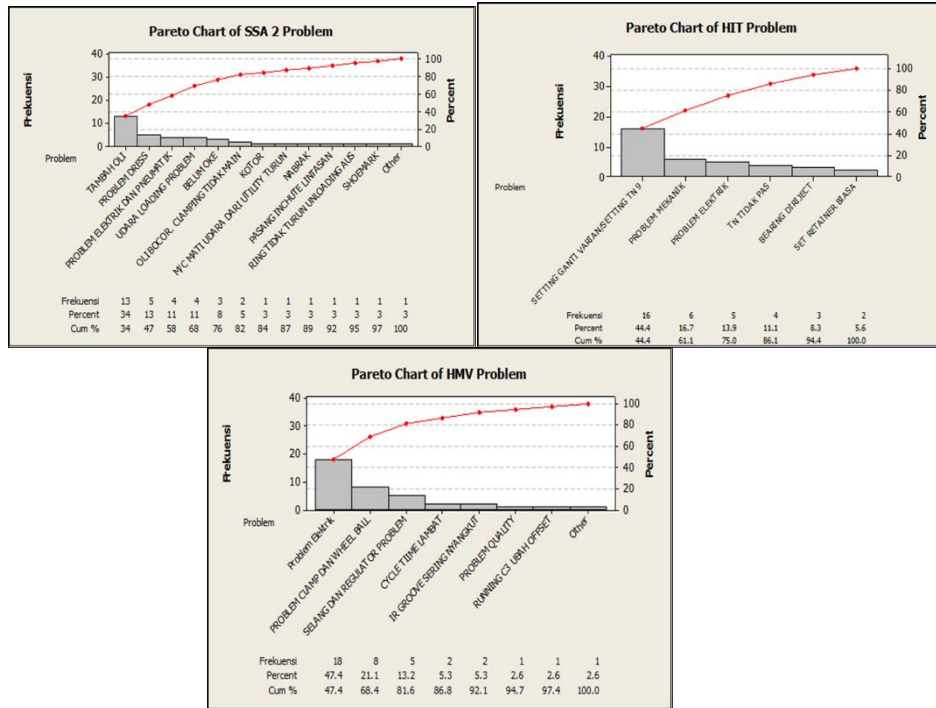 Pareto Chart of SSA 2 Problem
40
30
20
10
0
Frekuensi
100
80
60
40
20
0
Percent
Problem
TAMBAH OLI
PROBLEM DRESS
PROBLEM ELEKTRIK DAN PNEUMATIK
UDARA LOADING PROBLEM
BELUM OKE
OLI BOCOR. ClAMPING TIDAK MAIN
KOTOR
M/C MATI UDARA DARI UTILITY TURUN
NABRAK
PASANG INCHUTE LINTASAN
RING TIDAK TURUN UNLOADING AUS
SHOEMARK
Other
Frekuensi 13 5 4 4 3 2 1 1 1 1 1 1 1
Percent 34 13 11 11 8 5 3 3 3 3 3 3 3
Cum % 34 47 58 68 76 82 84 87 89 92 95 97 100
Pareto Chart of HIT Problem
40
30
20
10
0
Frekuensi
100
80
60
40
20
0
Percent
Problem
SETTING GANTI VARIAN/SETTING TN 9
PROBLEM MEKANIK
PROBLEM ELEKTRIK
TN TIDAK PAS
BEARING DIRJECT
SET RETAINER BIASA
Frekuensi 16 6 5 4 3 2
Percent 44.4 16.7 13.9 11.1 8.3 5.6
Cum % 44.4 61.1 75.0 86.1 94.4 100.0
Pareto Chart of HMV Problem
40
30
20
10
0
Frekuensi
100
80
60
40
20
0
Percent
Problem
Problem Elektrik
PROBLEM ClAMP DAN WHEEL BALL
SELANG DAN REGULATOR PROBLEM
CYCLE TIIME LAMBAT
IR GROOVE SERING NYANGKUT
PROBLEM QUALITY
RUNNING C3 UBAH OFFSET
Other
Frekuensi 18 8 5 2 2 1 1 1
Percent 47.4 21.1 13.2 5.3 5.3 2.6 2.6 2.6
Cum % 47.4 68.4 81.6 86.8 92.1 94.7 97.4 100.0